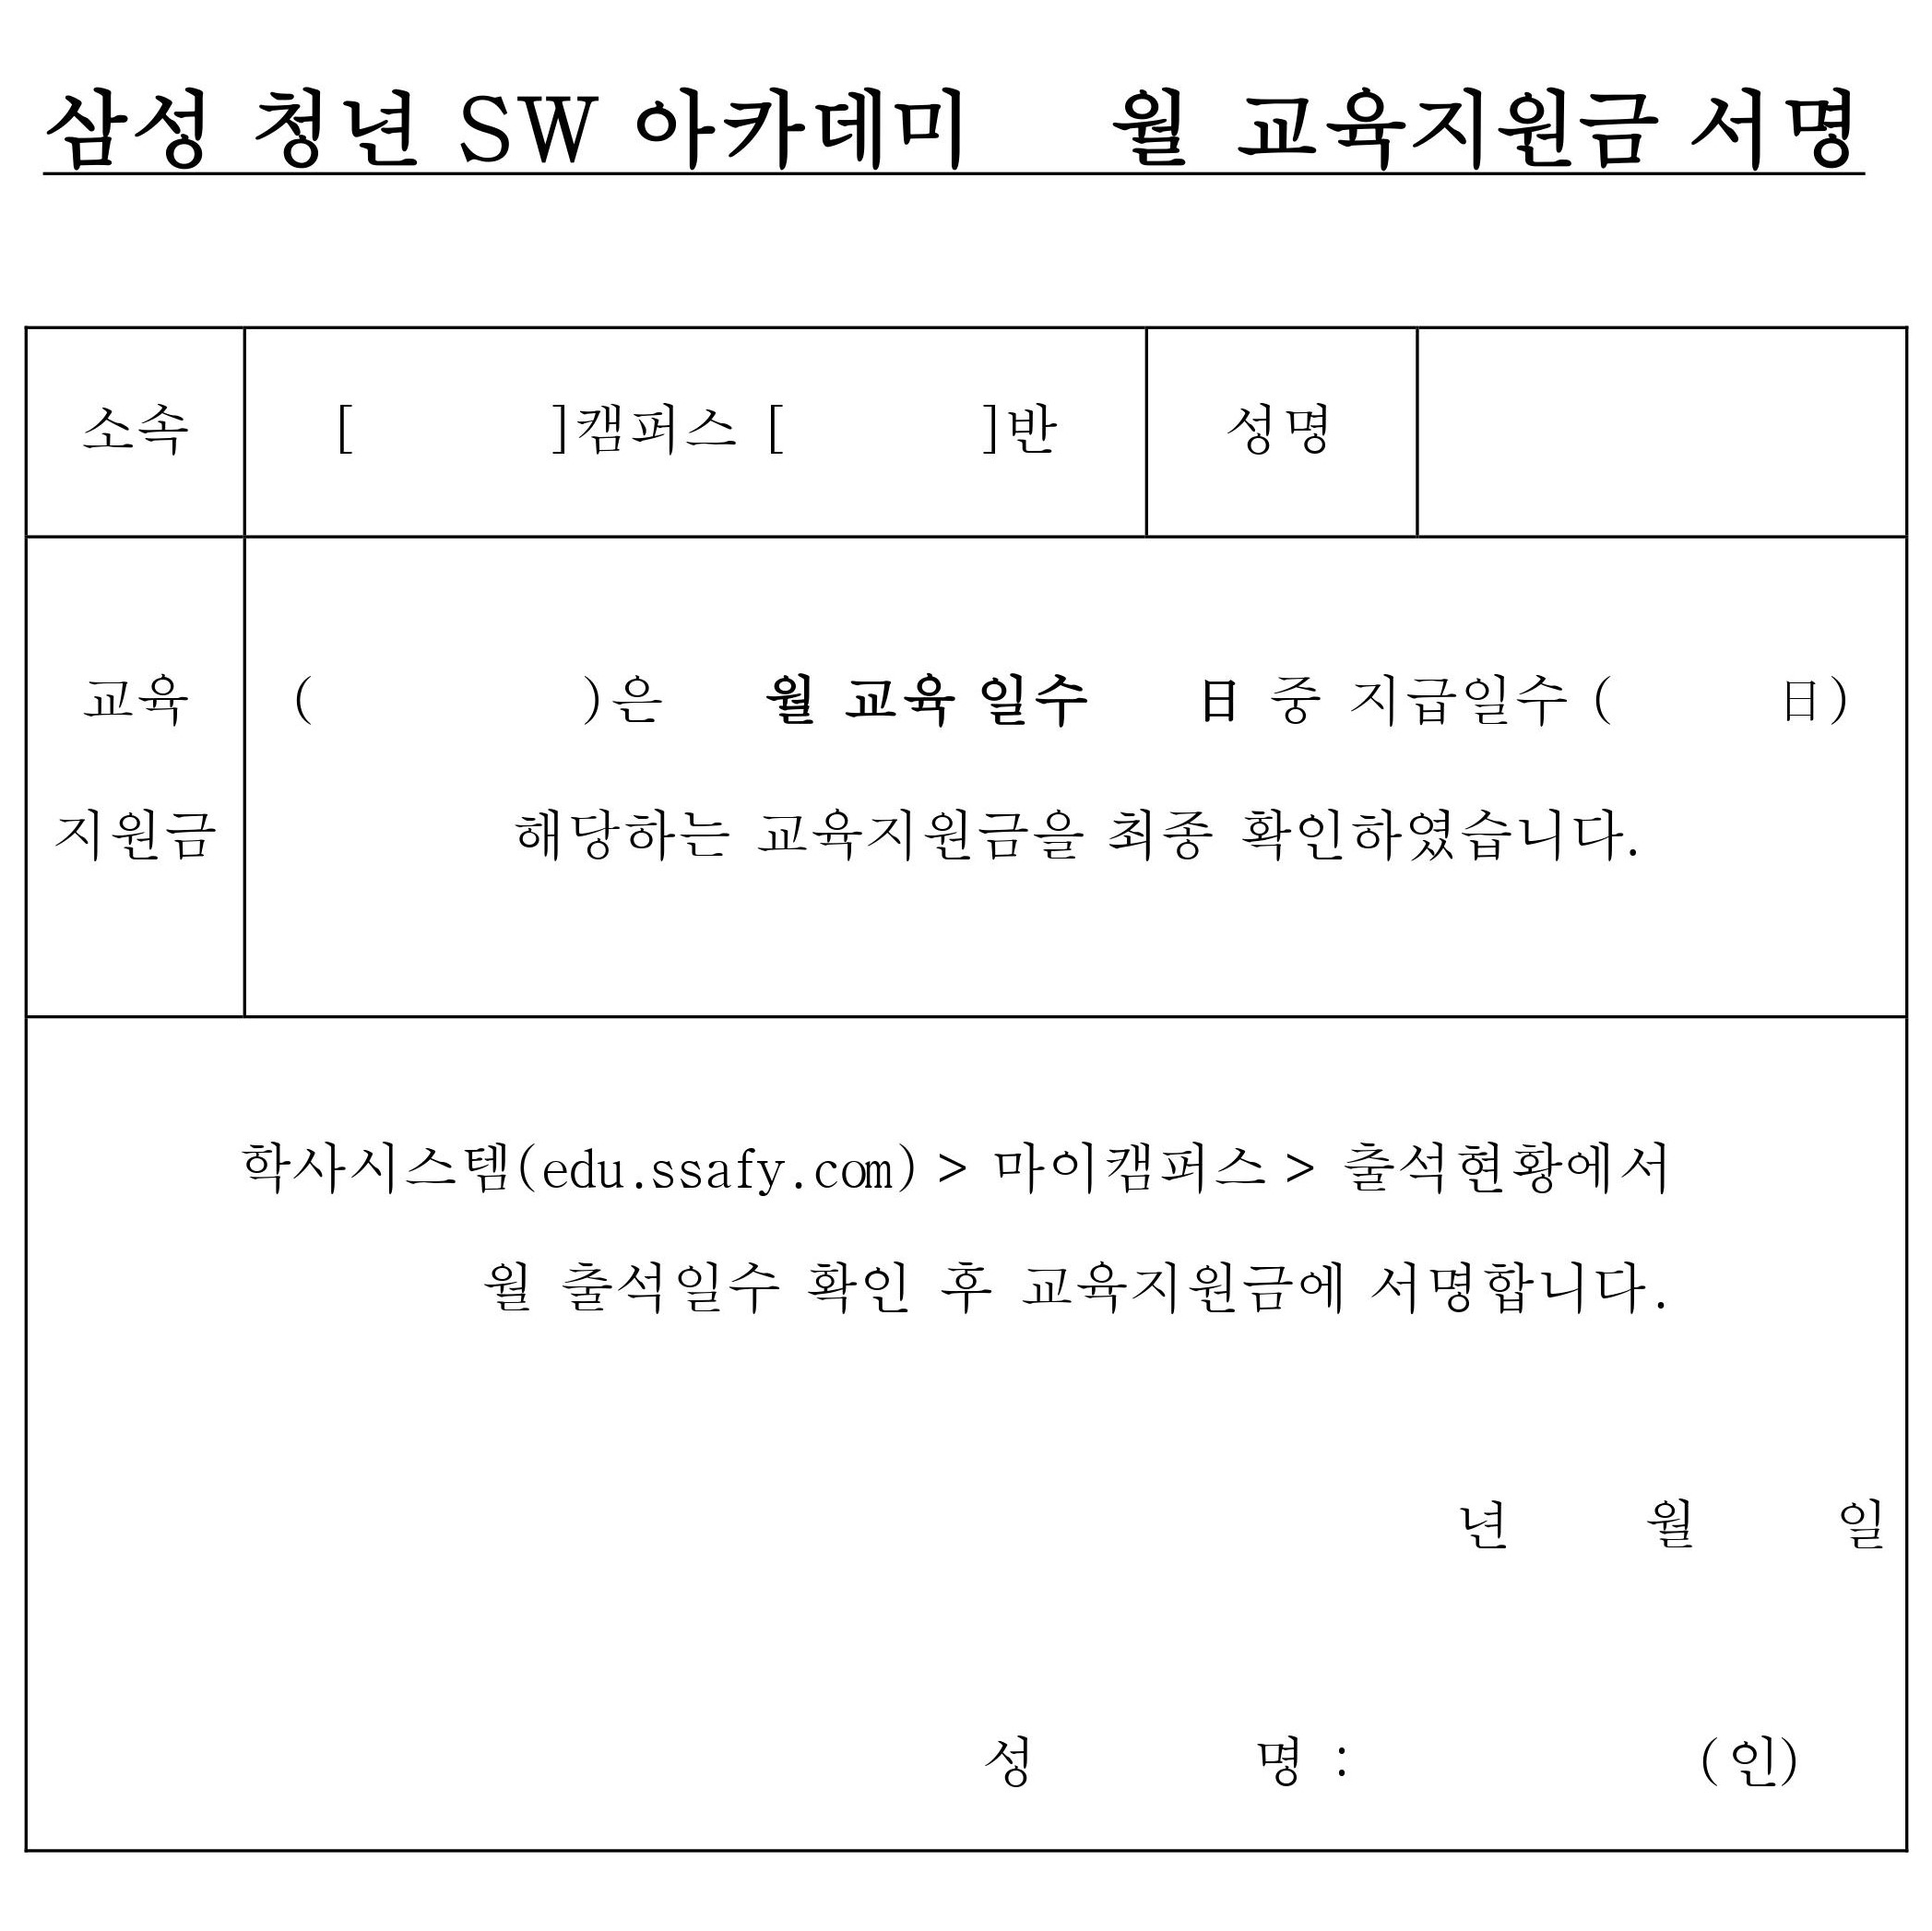 삼성 청년 SW 아카데미 월 교육지원금 서명
소속 [ ]캠퍼스 [ ]반 성명
교육 ( )은 월 교육 일수 日 중 지급일수 ( 日)
지원금 해당하는 교육지원금을 최종 확인하였습니다.
학사시스템(edu.ssafy.com) > 마이캠퍼스 > 출석현황에서
월 출석일수 확인 후 교육지원금에 서명합니다.
년 월 일
성 명 : (인)